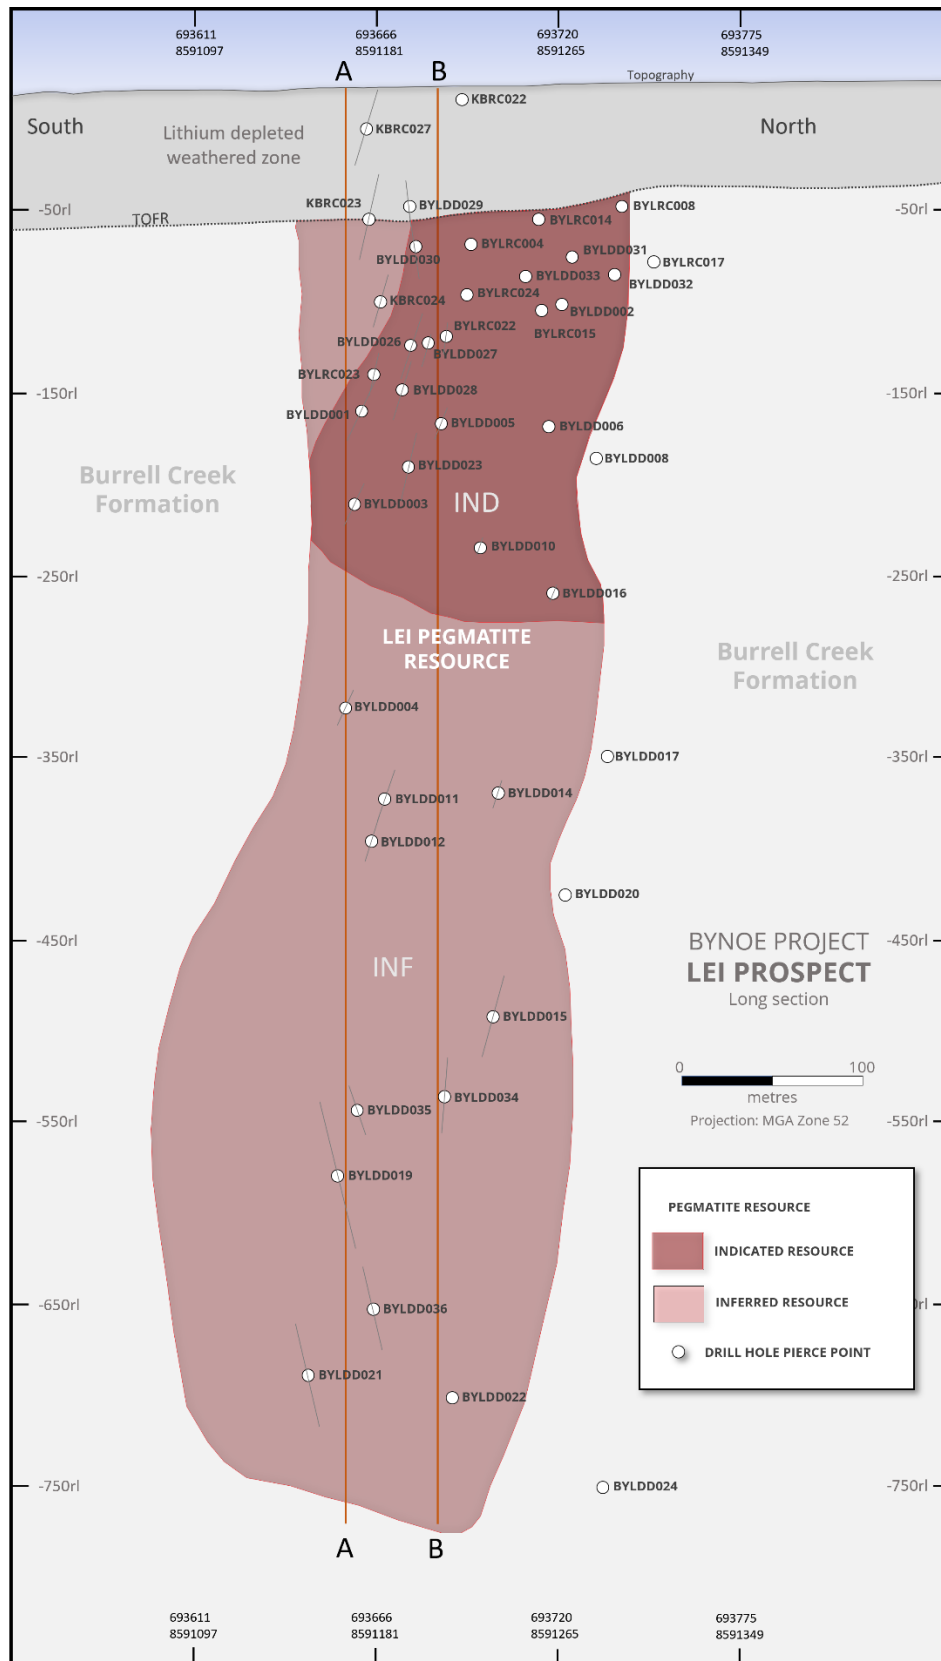 693611
8591097
693666
8591181
693720
8591265
693775
8591349
A
B
Topography
KBRC022
South
Lithium depleted
weathered zone
KBRC027
North
KBRC023
BYLDD029
BYLRC008
-50rl
TOFR
BYLRC014
-50rl
BYLRC004
BYLDD031
BYLDD030
BYLRC017
BYLDD033
BYLDD032
KBRC024
BYLRC024
BYLDD002
BYLRC022
BYLRC015
BYLDD026
BYLDD027
BYLRC023
-150rl
BYLDD028
-150rl
BYLDD001
BYLDD005
BYLDD006
BYLDD008
Burrell Creek
Formation
BYLDD023
BYLDD003
IND
BYLDD010
-250rl
BYLDD016
-250rl
LEI PEGMATITE
RESOURCE
Burrell Creek
Formation
BYLDD004
-350rl
BYLDD017
-350rl
BYLDD011
BYLDD014
BYLDD012
BYLDD020
-450rl
BYNOE PROJECT
-450rl
LEI PROSPECT
Long section
INF
BYLDD015
0
100
metres
Projection: MGA Zone 52
BYLDD034
BYLDD035
-550rl
-550rl
BYLDD019
PEGMATITE RESOURCE
INDICATED RESOURCE
INFERRED RESOURCE
DRILL HOLE PIERCE POINT
-650rl
BYLDD036
BYLDD021
BYLDD022
-750rl
BYLDD024
-750rl
A
B
693611
8591097
693666
8591181
693720
8591265
693775
8591349